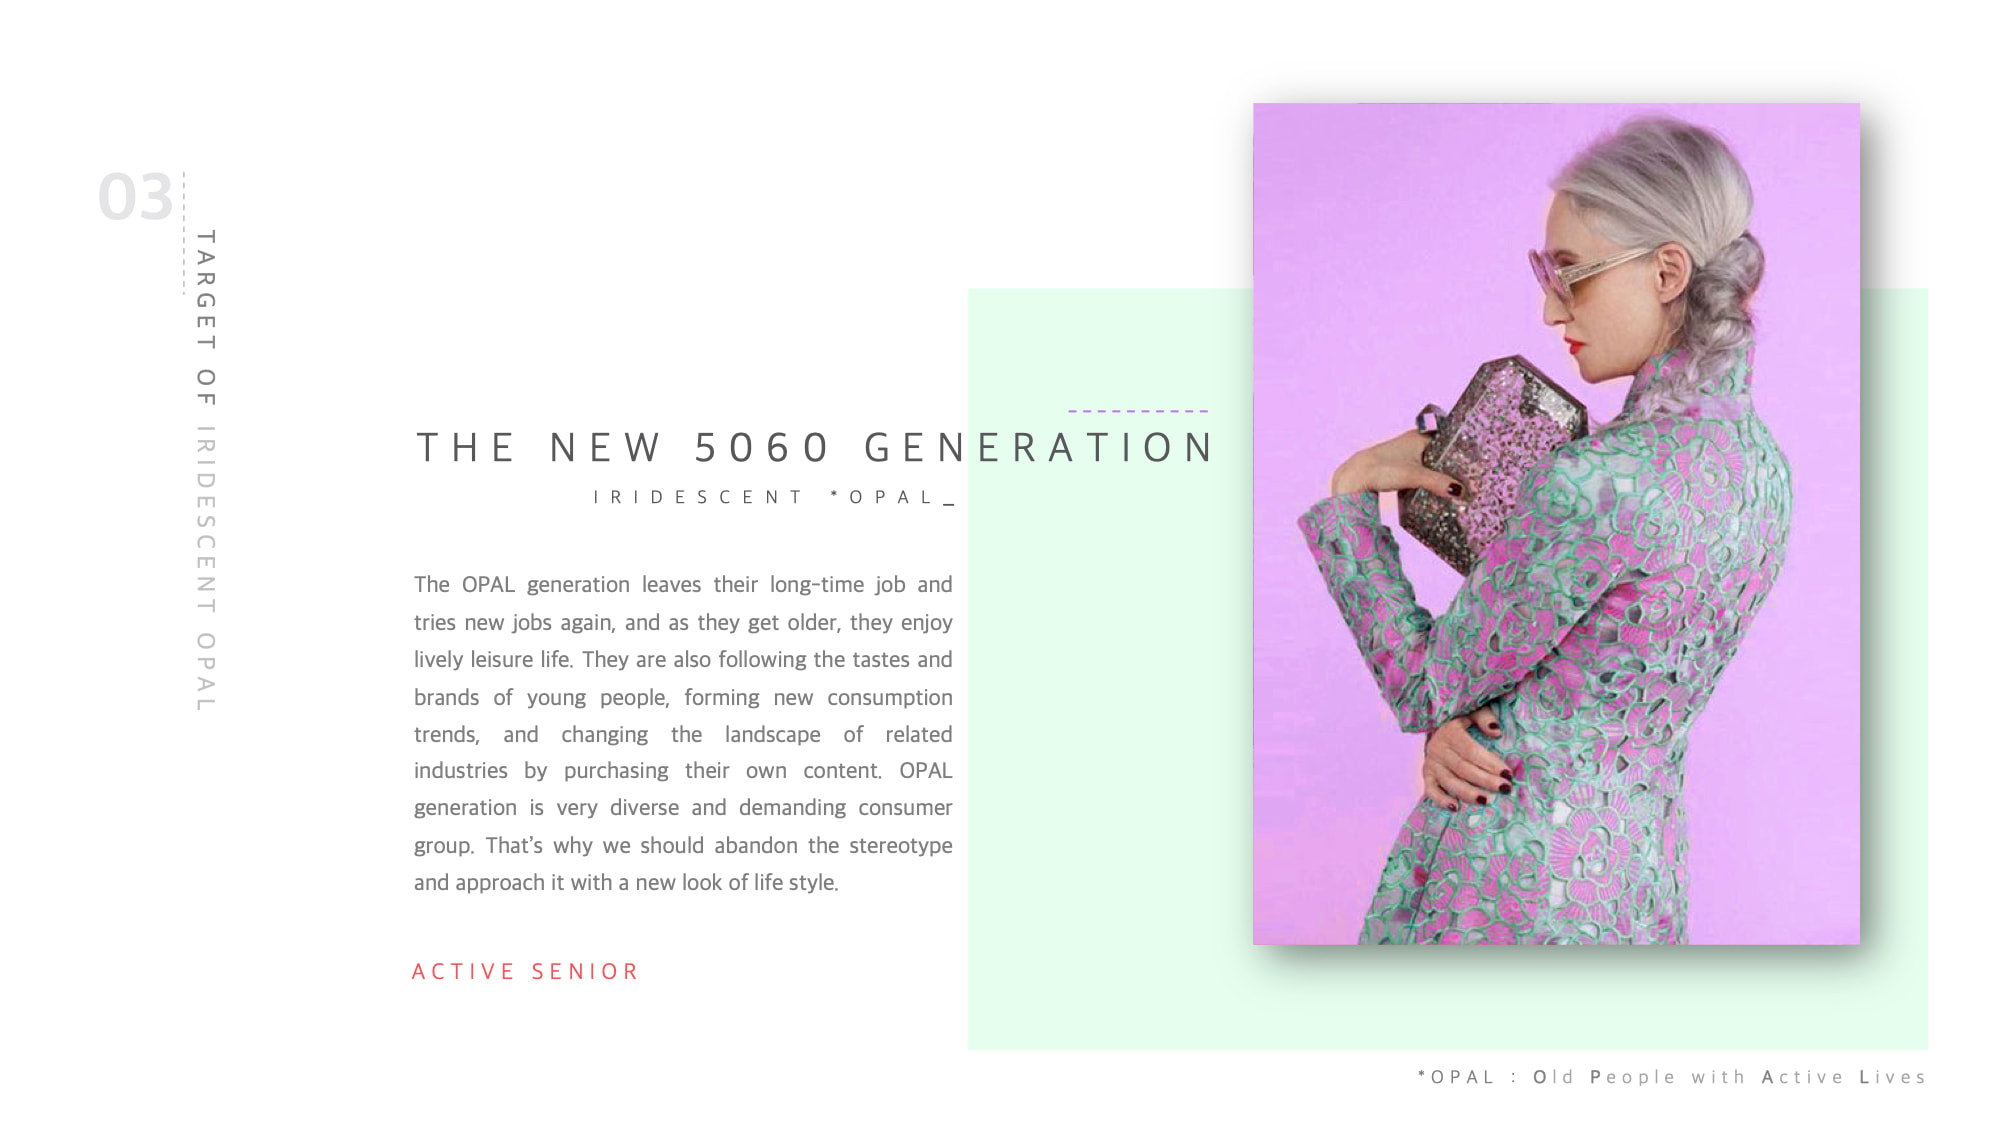 03
TARGET OF IRIDESCENT OPAL
THE NEW 5060 GENERATION
IRIDESCENT *OPAL_
The OPAL generation leaves their long-time job and
tries new jobs again, and as they get older, they enjoy
lively leisure life. They are also following the tastes and
brands of young people, forming new consumption
trends, and changing the landscape of related
industries by purchasing their own content. OPAL
generation is very diverse and demanding consumer
group. That's why we should abandon the stereotype
and approach it with a new look of life style.
ACTIVE SENIOR
*OPAL : Old People with Active Lives